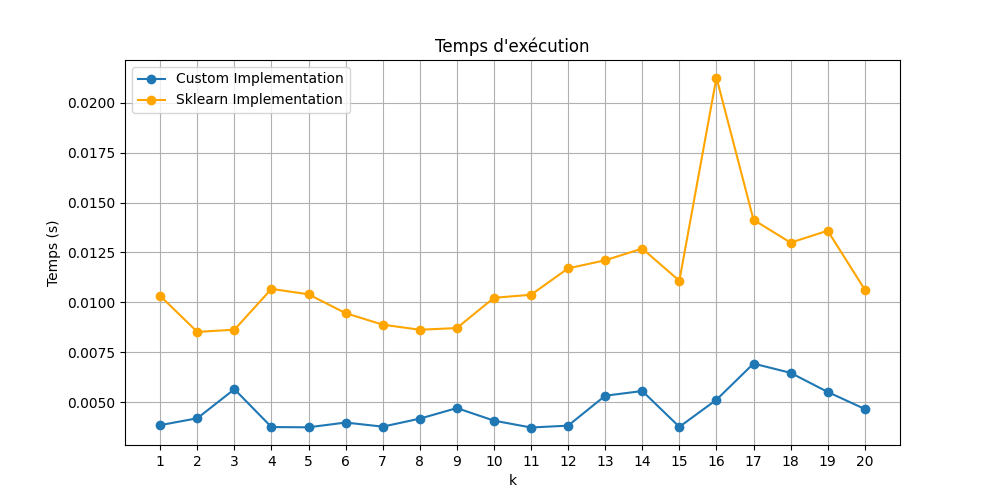 Temps d'exécution
Custom Implementation
Sklearn Implementation
Temps (s)
0.0200
0.0175
0.0150
0.0125
0.0100
0.0075
0.0050
1 2 3 4 5 6 7 8 9 10 11 12 13 14 15 16 17 18 19 20
k